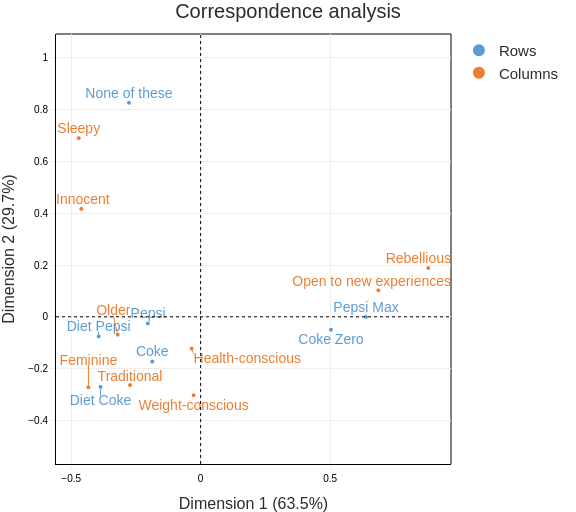 Correspondence analysis
Rows
Columns
1
0.8
0.6
0.4
0.2
0
−0.2
−0.4
−0.5
0
0.5
Dimension 2 (29.7%)
Dimension 1 (63.5%)
None of these
Sleepy
Innocent
Rebellious
Open to new experiences
Pepsi Max
Older
Pepsi
Diet Pepsi
Coke Zero
Coke
Health-conscious
Feminine
Traditional
Diet Coke
Weight-conscious